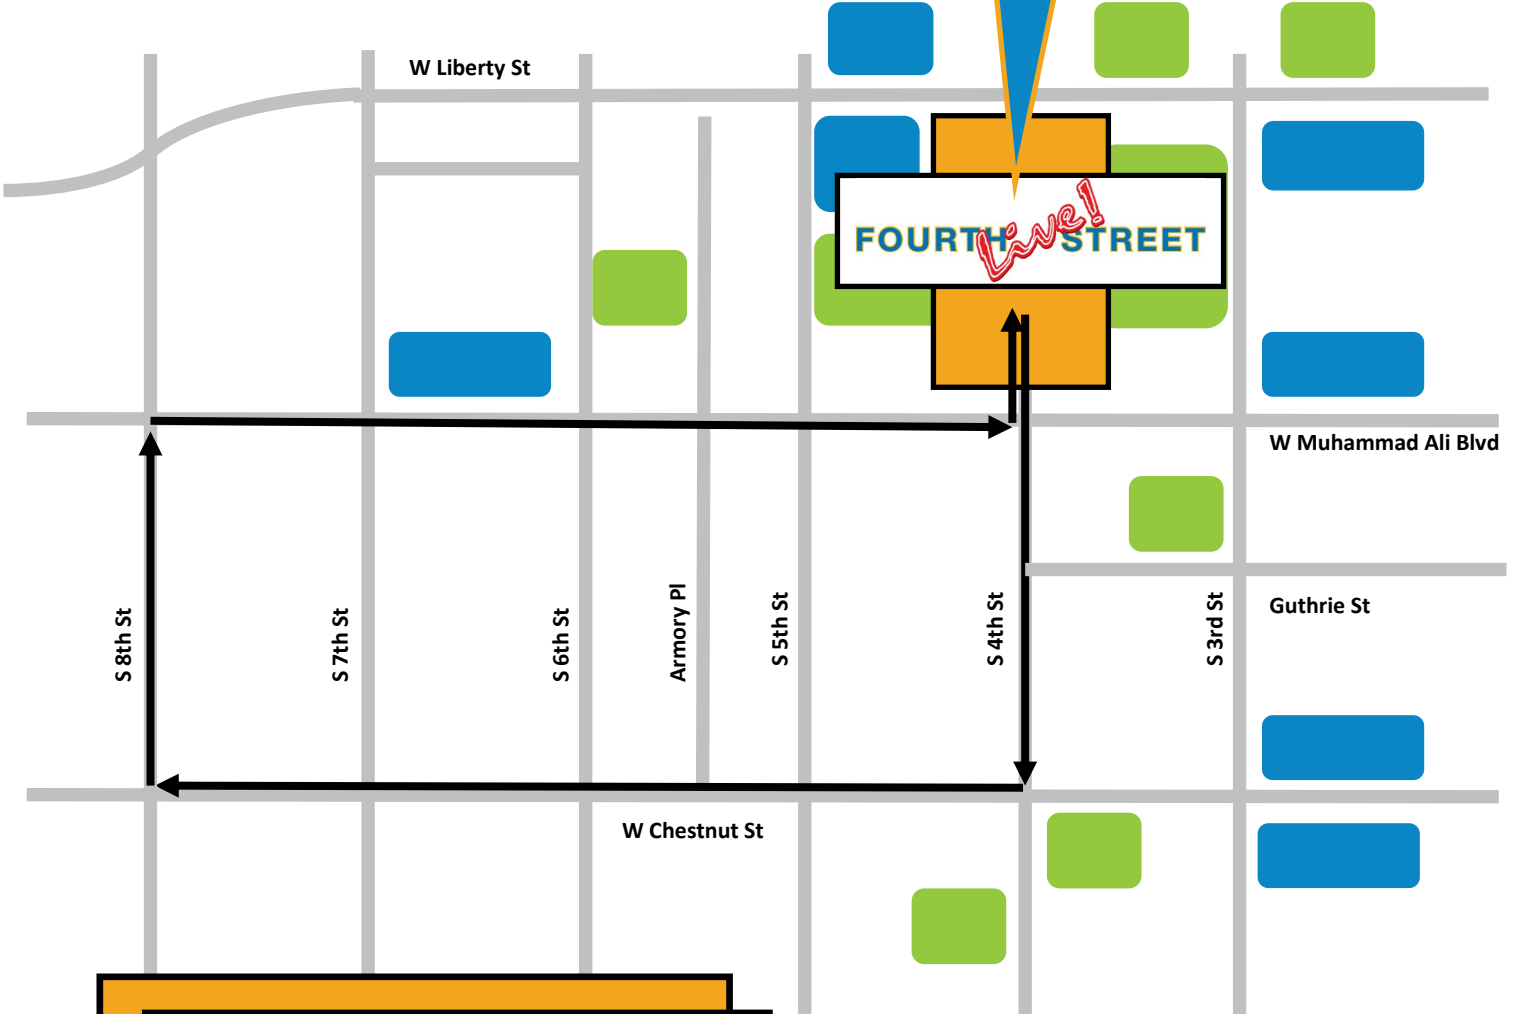 W Liberty St
FOURTH Live! STREET
W Muhammad Ali Blvd
S 8th St
S 7th St
S 6th St
Armory Pl
S 5th St
S 4th St
S 3rd St
Guthrie St
W Chestnut St